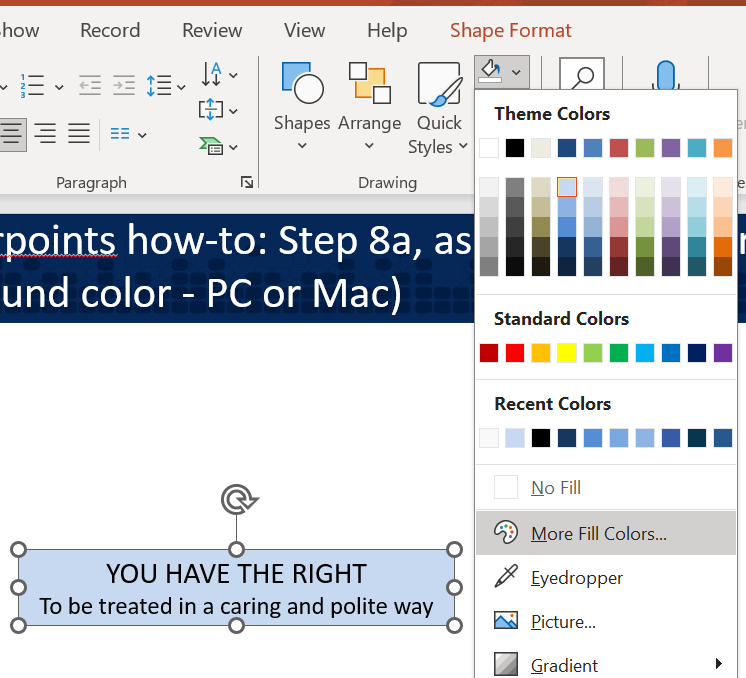 Show Record Review View Help Shape Format
Shapes Arrange Quick
Styles
Paragraph Drawing
Theme Colors
rpoints how-to: Step 8a, as
und color - PC or Mac)
Standard Colors
Recent Colors
No Fill
More Fill Colors...
Eyedropper
Picture...
Gradient
YOU HAVE THE RIGHT
To be treated in a caring and polite way